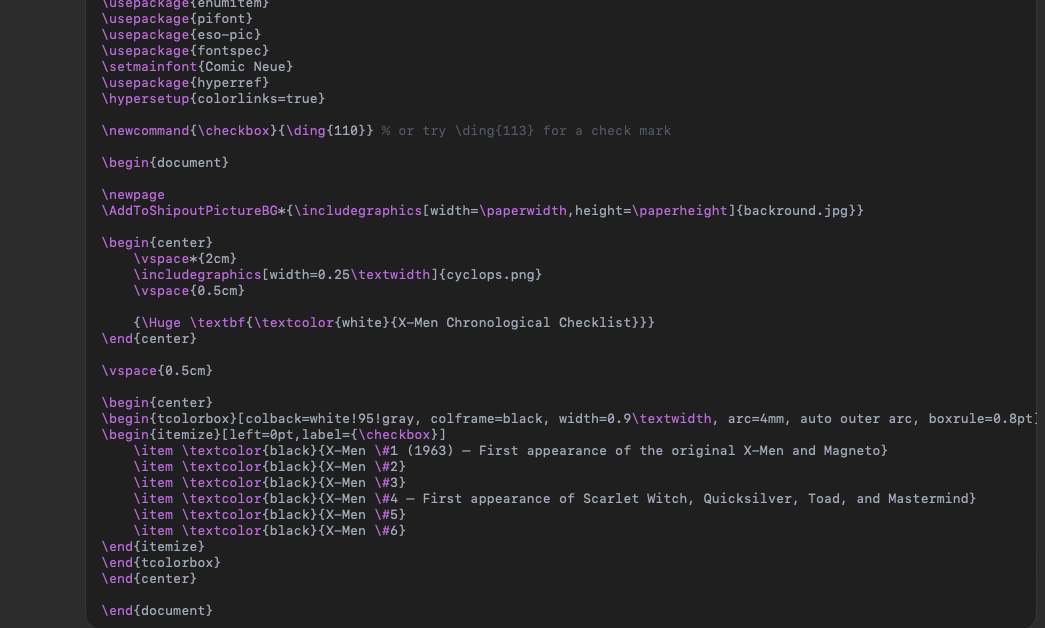 \usepackage{enumitem}
\usepackage{pifont}
\usepackage{eso-pic}
\usepackage{fontspec}
\setmainfont{Comic Neue}
\usepackage{hyperref}
\hypersetup{colorlinks=true}
\newcommand{\checkbox}{\ding{110}} % or try \ding{113} for a check mark
\begin{document}
\newpage
\AddToShipoutPictureBG*{\includegraphics[width=\paperwidth,height=\paperheight]{backround.jpg}}
\begin{center}
\vspace*{2cm}
\includegraphics[width=0.25\textwidth]{cyclops.png}
\vspace{0.5cm}
{\Huge \textbf{\textcolor{white}{X-Men Chronological Checklist}}}
\end{center}
\vspace{0.5cm}
\begin{center}
\begin{tcolorbox}[colback=white!95!gray, colframe=black, width=0.9\textwidth, arc=4mm, auto outer arc, boxrule=0.8pt]
\begin{itemize}[left=0pt,label={\checkbox}]
\item \textcolor{black}{X-Men \#1 (1963) — First appearance of the original X-Men and Magneto}
\item \textcolor{black}{X-Men \#2}
\item \textcolor{black}{X-Men \#3}
\item \textcolor{black}{X-Men \#4 — First appearance of Scarlet Witch, Quicksilver, Toad, and Mastermind}
\item \textcolor{black}{X-Men \#5}
\item \textcolor{black}{X-Men \#6}
\end{itemize}
\end{tcolorbox}
\end{center}
\end{document}